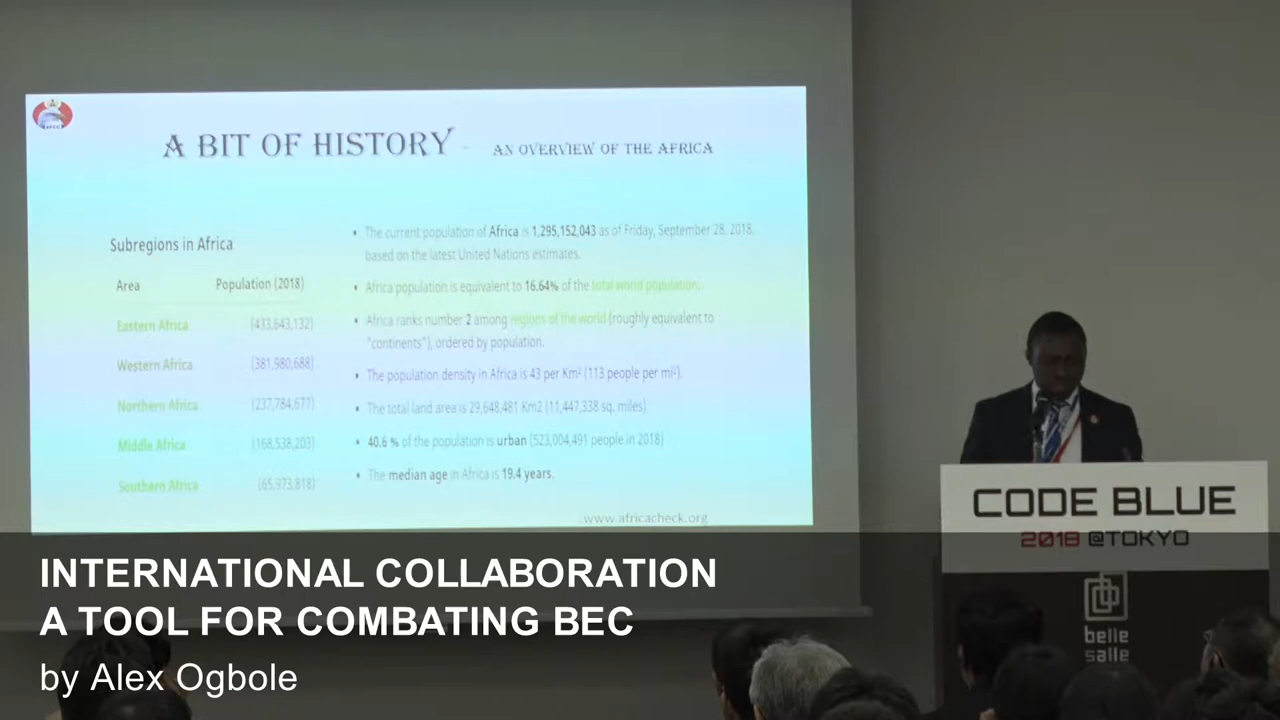 A BIT OF HISTORY - AN OVERVIEW OF THE AFRICA
Subregions in Africa
Area Population (2018)
Eastern Africa (433,643,132)
Western Africa (381,980,688)
Northern Africa (237,784,677)
Middle Africa (168,538,203)
Southern Africa (65,973,818)
• The current population of Africa is 1,295,152,043 as of Friday, September 28, 2018,
based on the latest United Nations estimates.
• Africa population is equivalent to 16.64% of the total world population.
• Africa ranks number 2 among regions of the world (roughly equivalent to
"continents"), ordered by population.
• The population density in Africa is 43 per Km² (113 people per mi²).
• The total land area is 29,648,481 Km2 (11,447,338 sq. miles)
• 40.6 % of the population is urban (523,004,491 people in 2018)
• The median age in Africa is 19.4 years.
www.africacheck.org
CODE BLUE
2018 @TOKYO
belle
salle
INTERNATIONAL COLLABORATION
A TOOL FOR COMBATING BEC
by Alex Ogbole